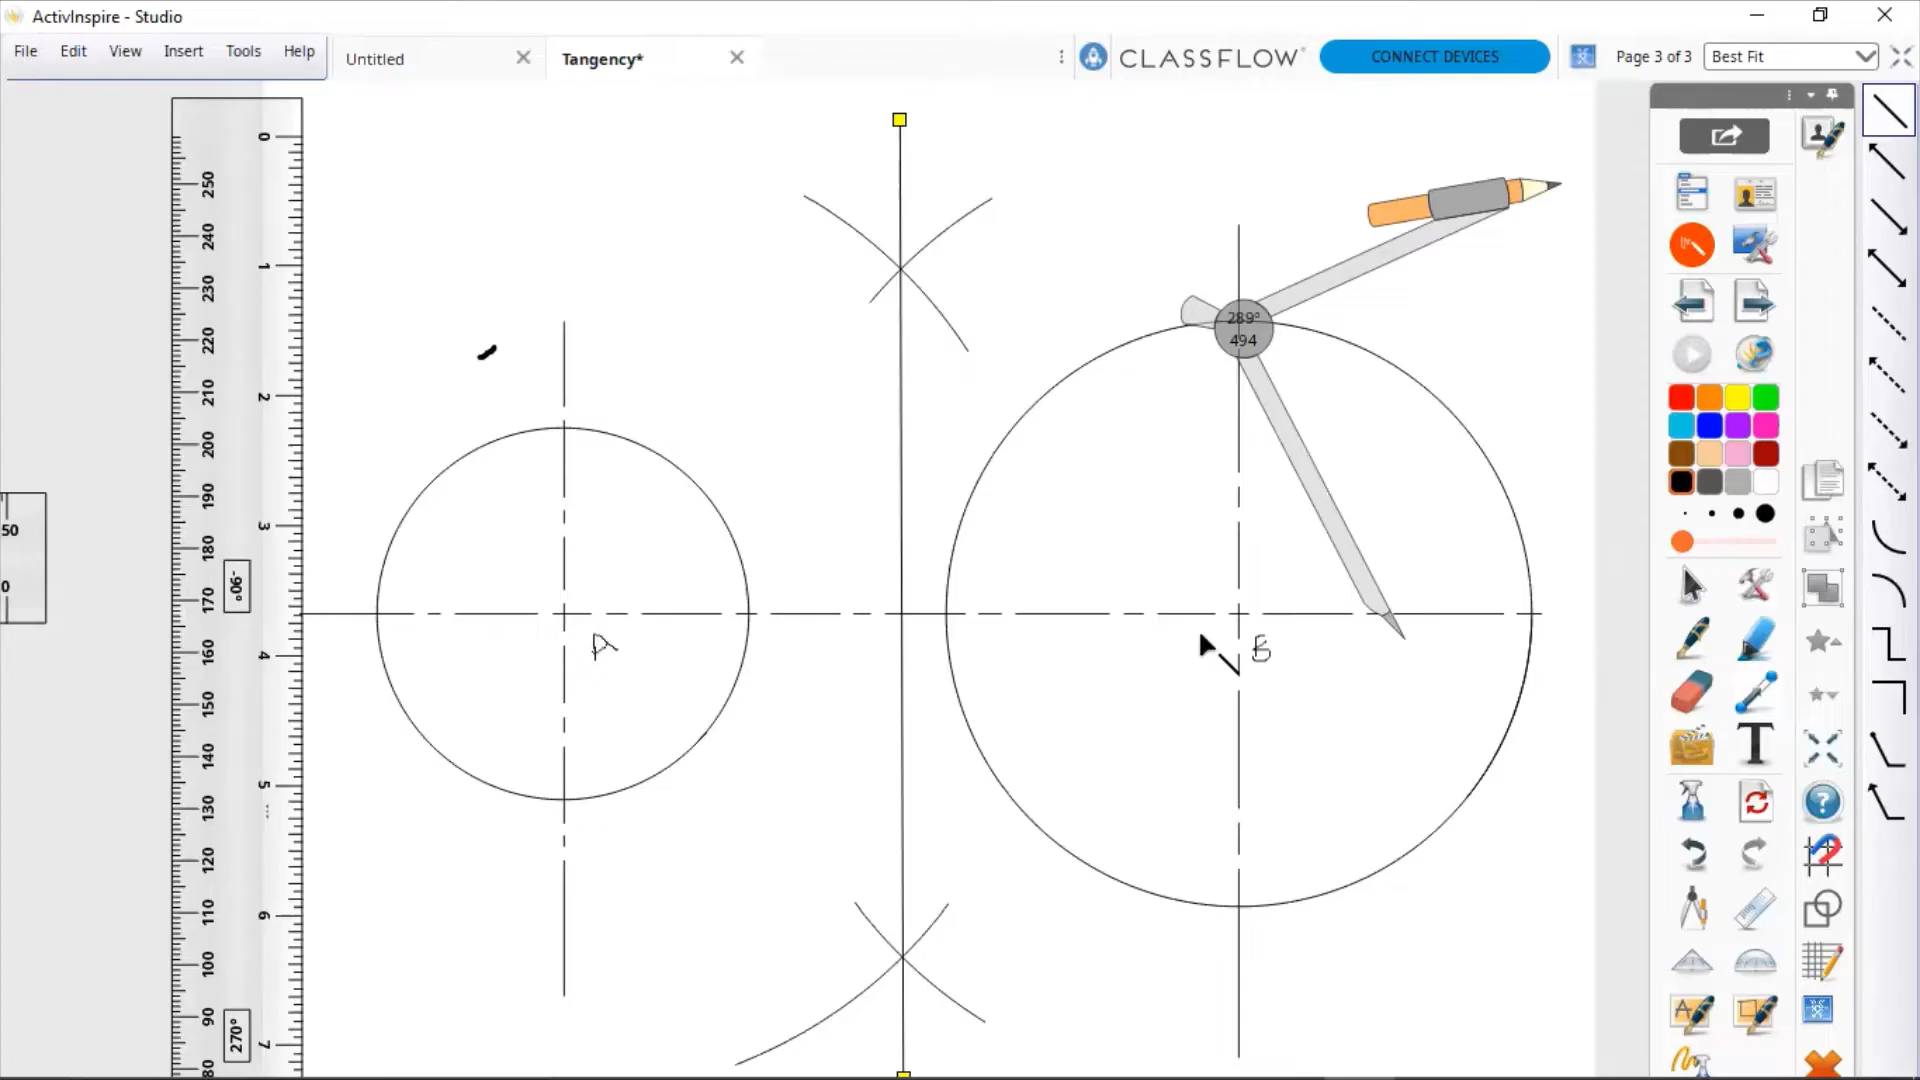 ActivInspire - Studio
File Edit View Insert Tools Help
Untitled
Tangency*
CLASSFLOW
CONNECT DEVICES
Page 3 of 3
Best Fit
0
1
2
3
4
5
6
7
250
240
230
220
210
200
190
180
170
160
150
140
130
120
110
100
90
80
-90°
270°
50
0
289°
494
A
B
T